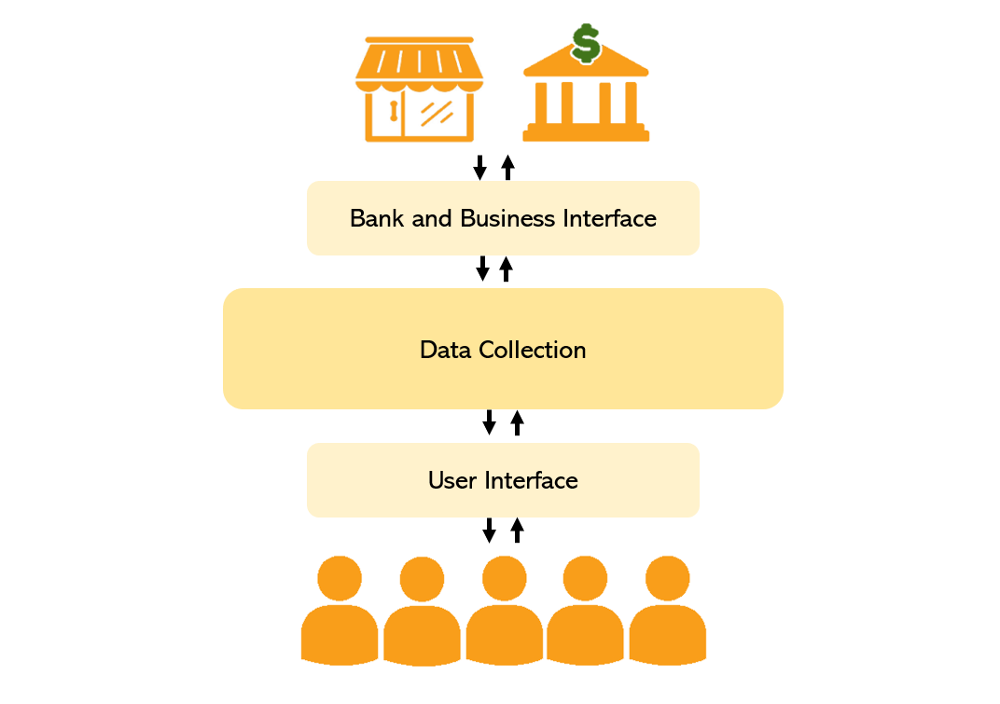 $
Bank and Business Interface
Data Collection
User Interface